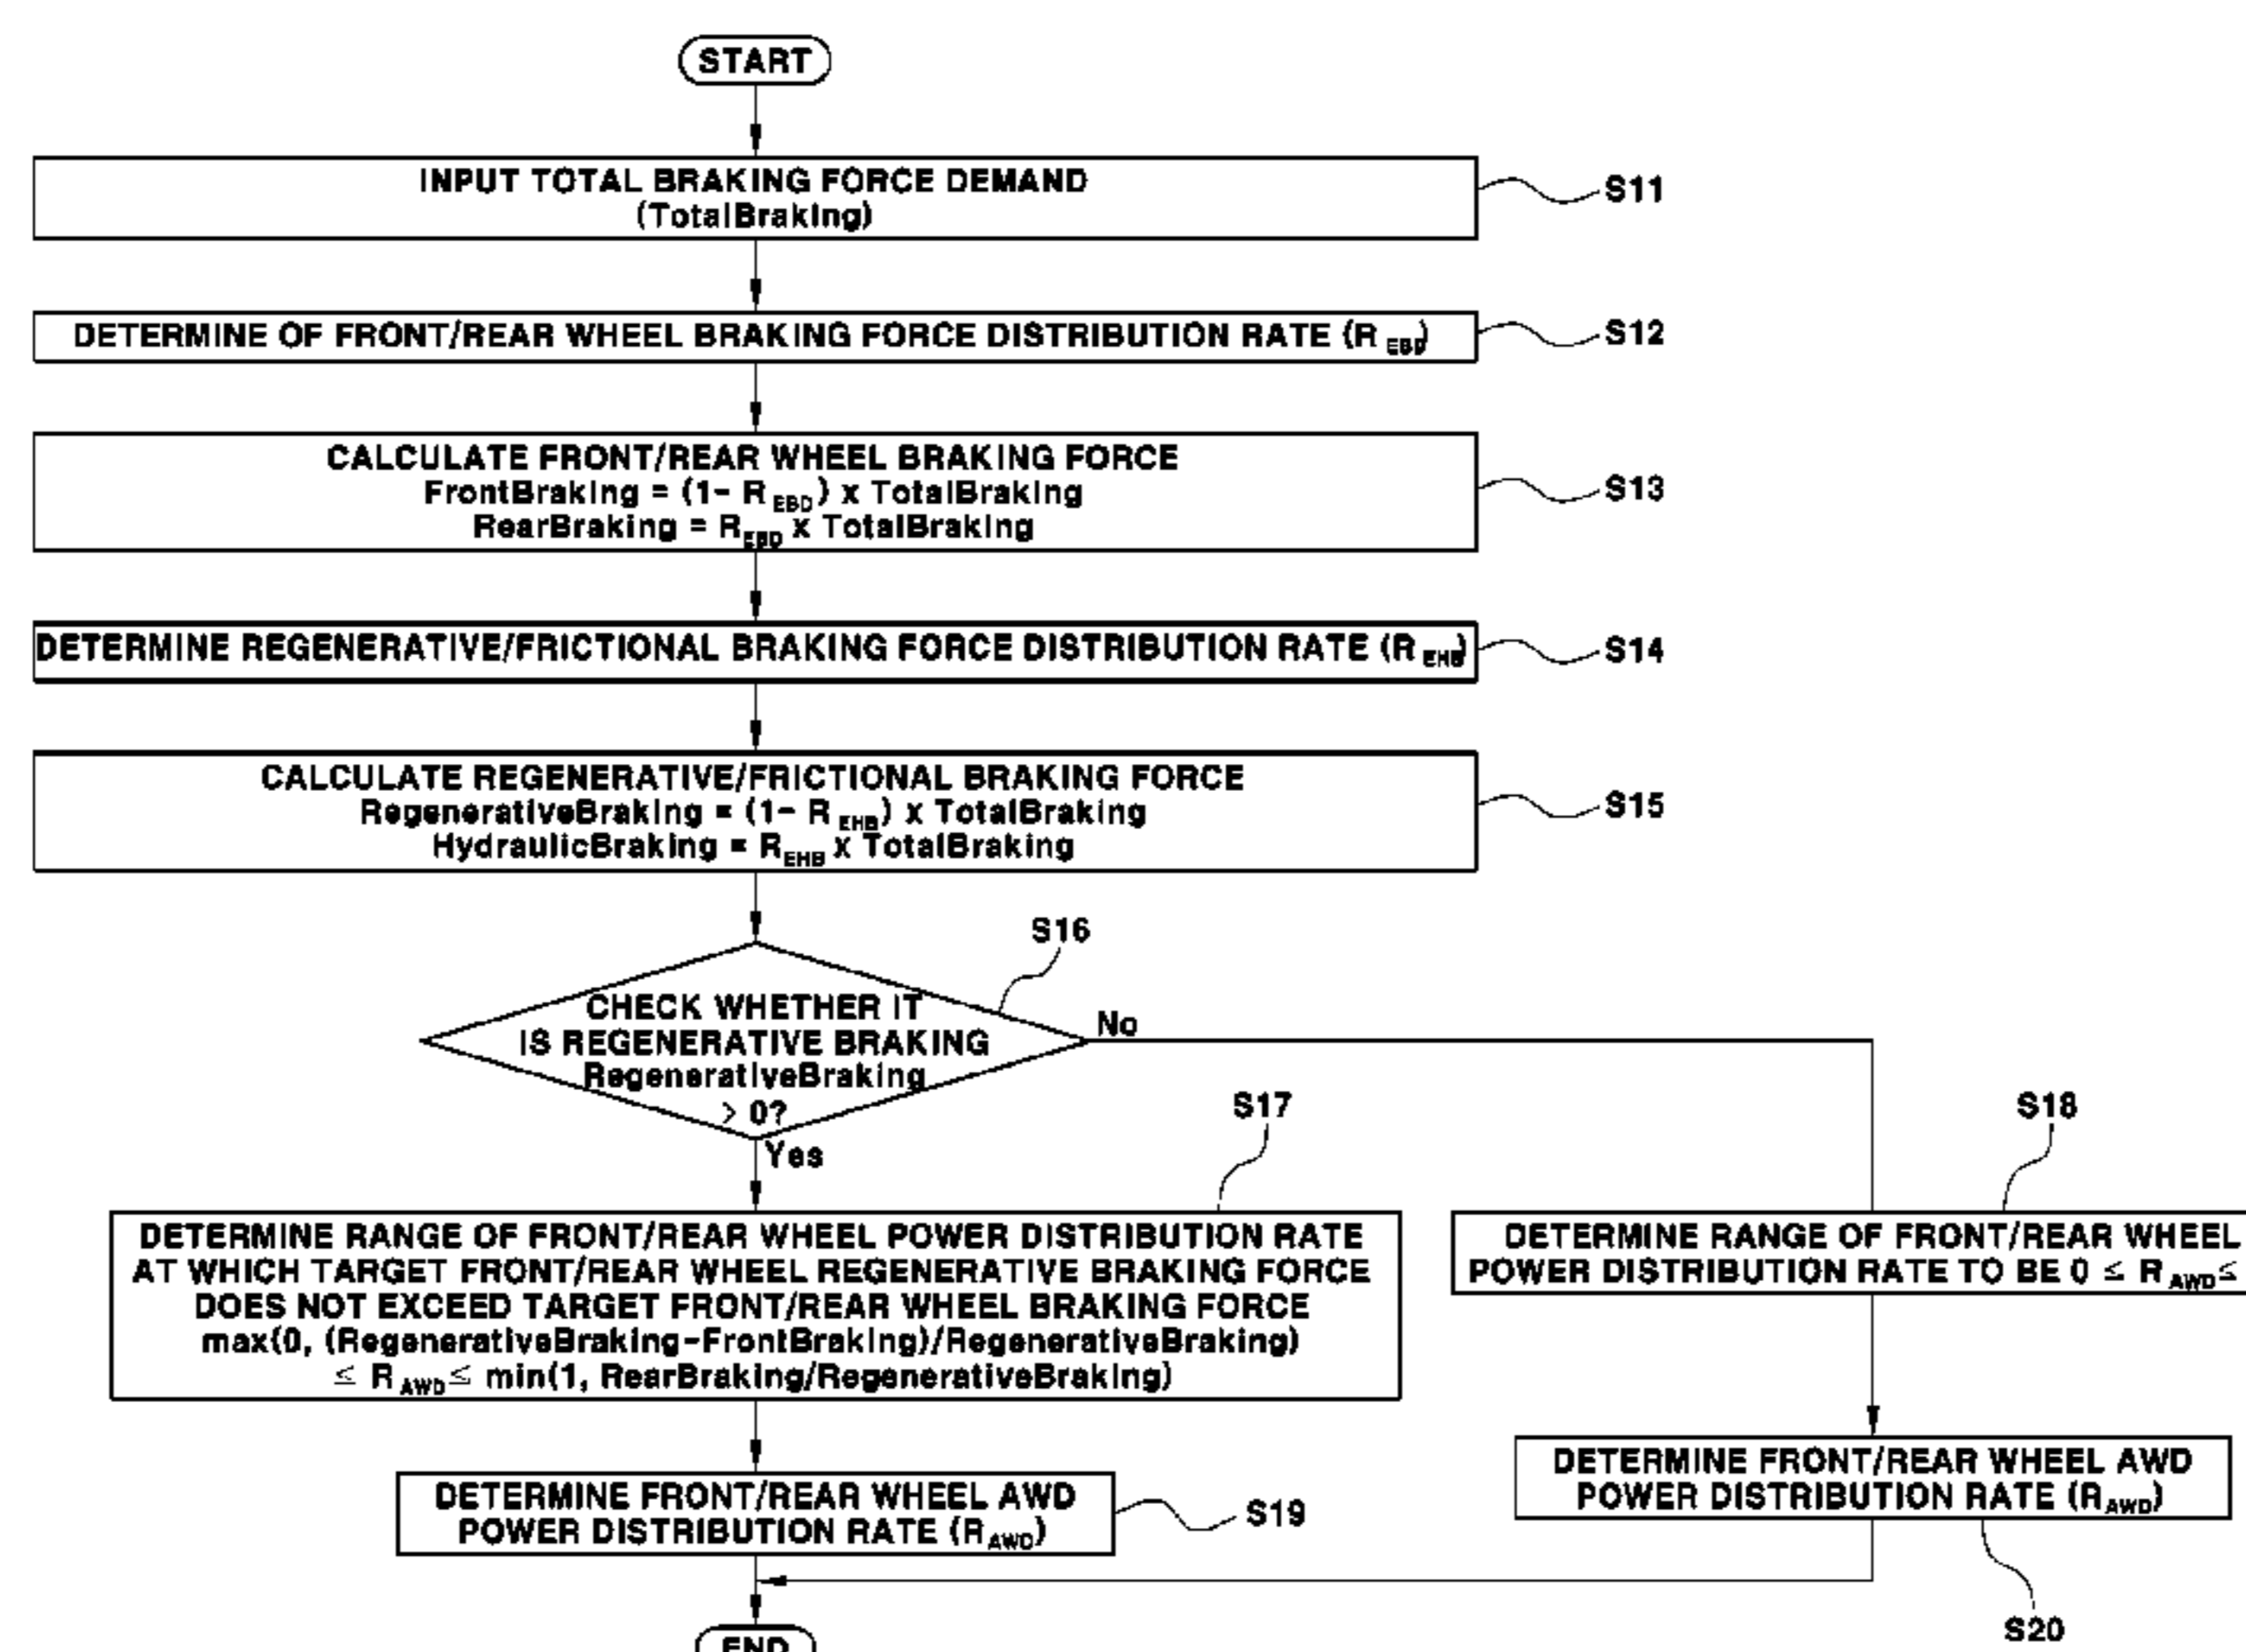 START
INPUT TOTAL BRAKING FORCE DEMAND
(TotalBraking)
S11
DETERMINE OF FRONT/REAR WHEEL BRAKING FORCE DISTRIBUTION RATE (R EBD)
S12
CALCULATE FRONT/REAR WHEEL BRAKING FORCE
FrontBraking = (1- R EBD) x TotalBraking
RearBraking = R EBD x TotalBraking
S13
DETERMINE REGENERATIVE/FRICTIONAL BRAKING FORCE DISTRIBUTION RATE (R EHB)
S14
CALCULATE REGENERATIVE/FRICTIONAL BRAKING FORCE
RegenerativeBraking = (1- R EHB) x TotalBraking
HydraulicBraking = R EHB x TotalBraking
S15
S16
CHECK WHETHER IT
IS REGENERATIVE BRAKING
RegenerativeBraking
> 0?
No
Yes
S17
DETERMINE RANGE OF FRONT/REAR WHEEL POWER DISTRIBUTION RATE
AT WHICH TARGET FRONT/REAR WHEEL REGENERATIVE BRAKING FORCE
DOES NOT EXCEED TARGET FRONT/REAR WHEEL BRAKING FORCE
max(0, (RegenerativeBraking-FrontBraking)/RegenerativeBraking)
≤ R AWD ≤ min(1, RearBraking/RegenerativeBraking)
S18
DETERMINE RANGE OF FRONT/REAR WHEEL
POWER DISTRIBUTION RATE TO BE 0 ≤ R AWD ≤
DETERMINE FRONT/REAR WHEEL AWD
POWER DISTRIBUTION RATE (R AWD)
S19
DETERMINE FRONT/REAR WHEEL AWD
POWER DISTRIBUTION RATE (R AWD)
S20
END